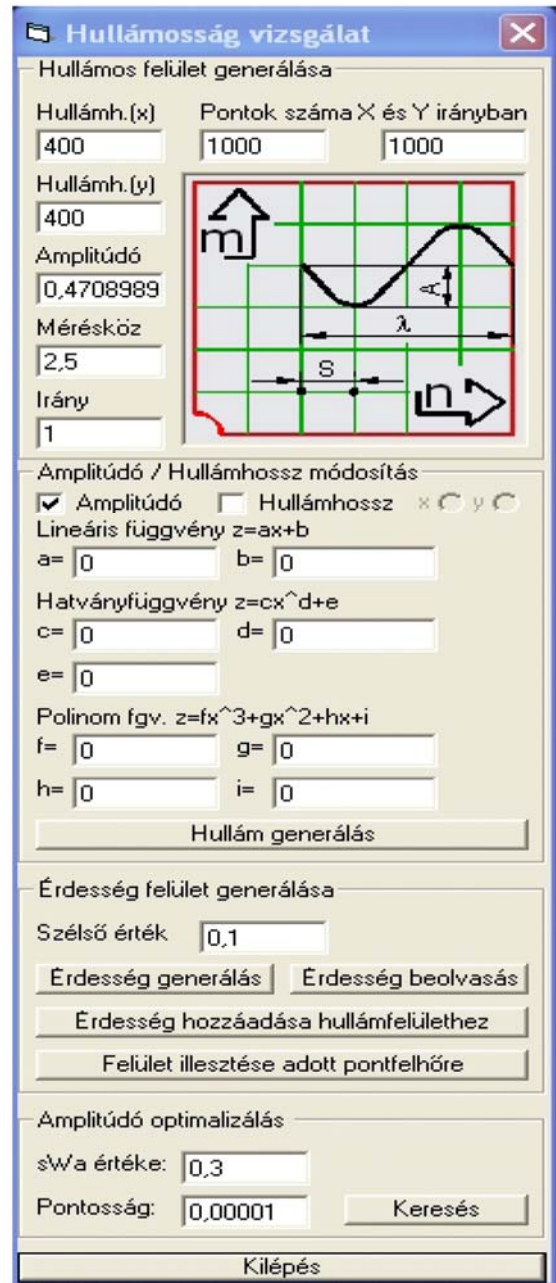 Hullámosság vizsgálat
Hullámos felület generálása
Hullámh.(x) Pontok száma X és Y irányban
400 1000 1000
Hullámh.(y)
400
Amplitúdó
0,4708989
Mérésköz
2,5
Irány
1
m
A
λ
S
n
Amplitúdó / Hullámhossz módosítás
Amplitúdó Hullámhossz x y
Lineáris függvény z=ax+b
a= 0 b= 0
Hatványfüggvény z=cx^d+e
c= 0 d= 0
e= 0
Polinom fgv. z=fx^3+gx^2+hx+i
f= 0 g= 0
h= 0 i= 0
Hullám generálás
Érdesség felület generálása
Szélső érték 0,1
Érdesség generálás Érdesség beolvasás
Érdesség hozzáadása hullámfelülethez
Felület illesztése adott pontfelhőre
Amplitúdó optimalizálás
sWa értéke: 0,3
Pontosság: 0,00001 Keresés
Kilépés